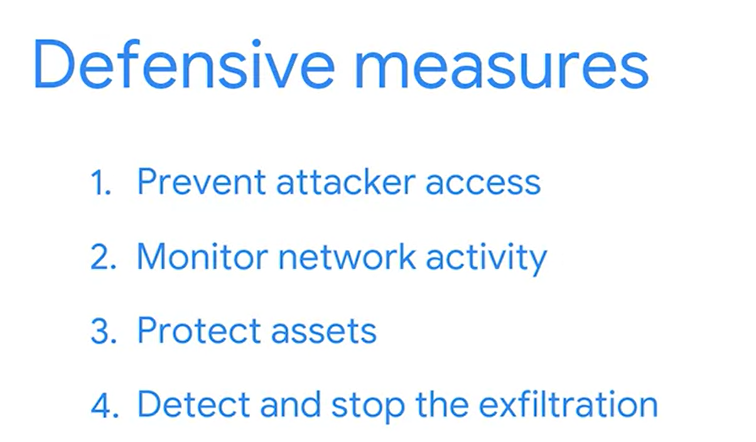 Defensive measures
1. Prevent attacker access
2. Monitor network activity
3. Protect assets
4. Detect and stop the exfiltration